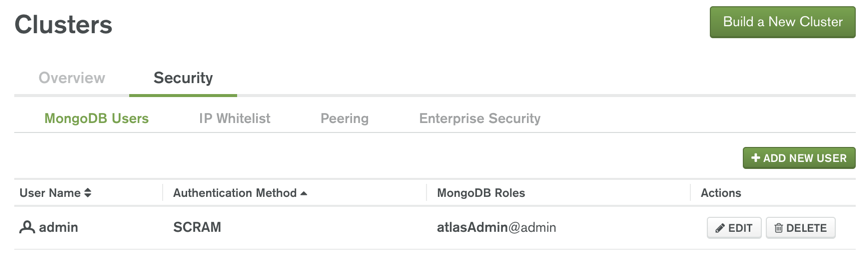 Clusters
Build a New Cluster
Overview Security
MongoDB Users IP Whitelist Peering Enterprise Security
+ ADD NEW USER
User Name Authentication Method MongoDB Roles Actions
admin SCRAM atlasAdmin@admin EDIT DELETE